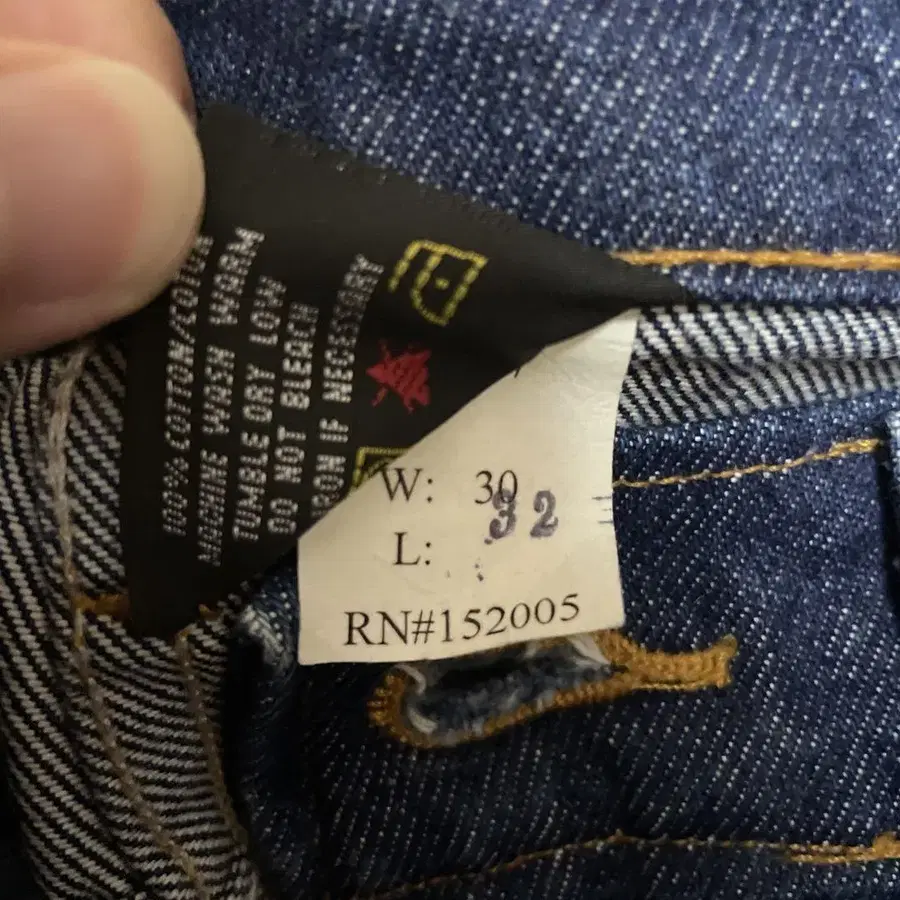 100% COTTON/COTON
MACHINE WASH WARM
TUMBLE DRY LOW
DO NOT BLEACH
IRON IF NECESSARY
W: 30
32
L:
RN#152005